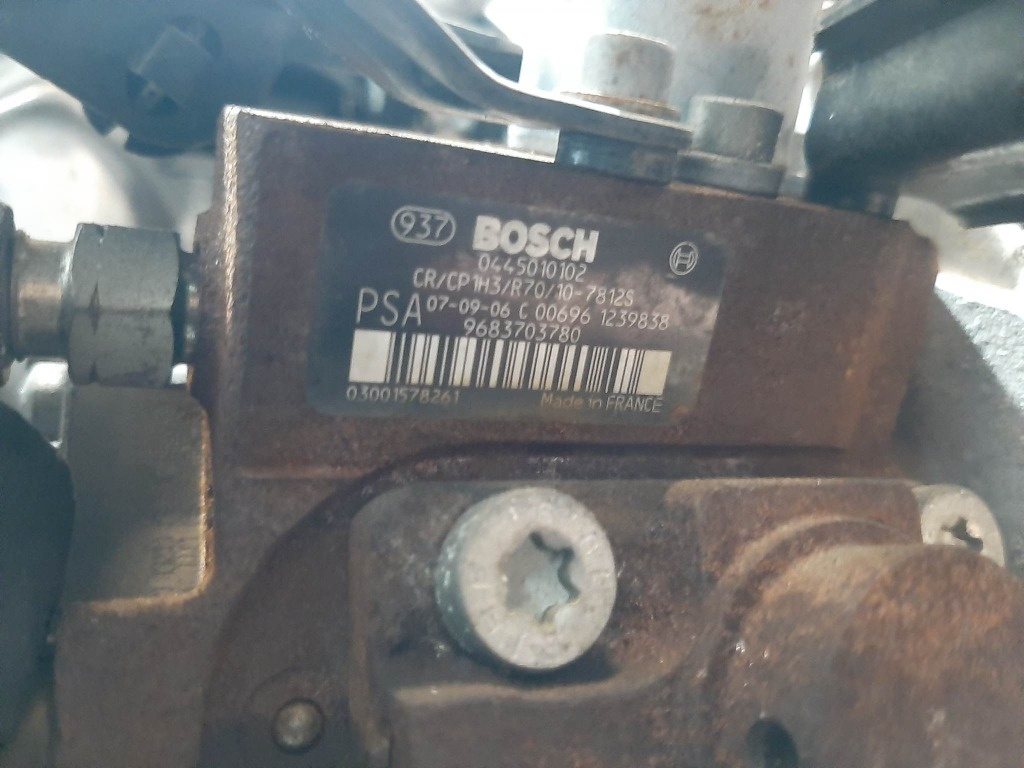 937 BOSCH
0445010102
CR/CP1H3/R70/10-7812S
PSA 07-09-06 C 00696 1239838
9683703780
03001578261 Made in FRANCE